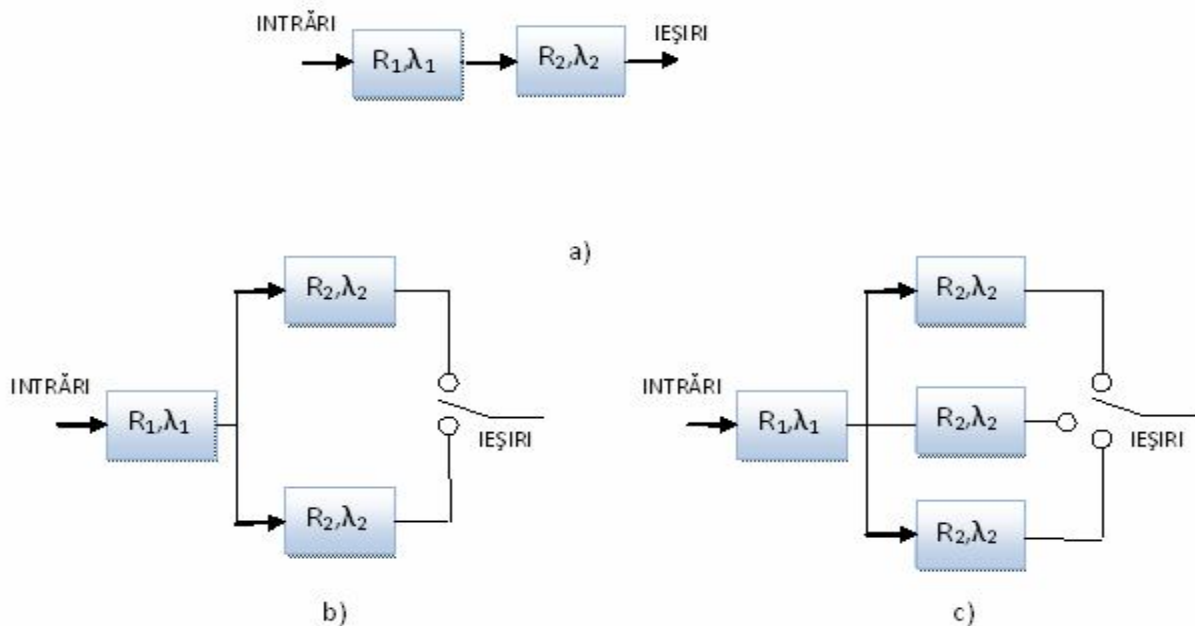 INTRĂRI
R₁,λ₁
R₂,λ₂
IEŞIRI
a)
INTRĂRI
R₁,λ₁
R₂,λ₂
R₂,λ₂
IEŞIRI
b)
INTRĂRI
R₁,λ₁
R₂,λ₂
R₂,λ₂
R₂,λ₂
IEŞIRI
c)